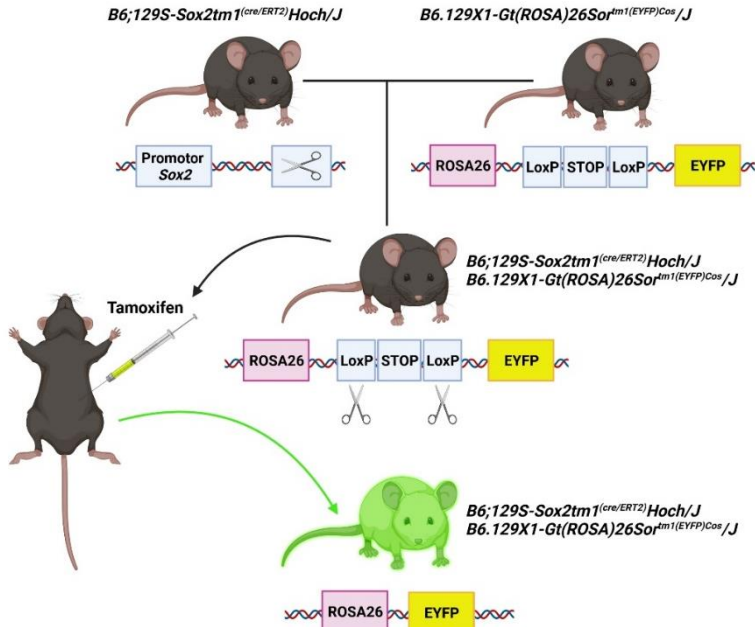 B6;129S-Sox2tm1(cre/ERT2)Hoch/J
B6.129X1-Gt(ROSA)26Sortm1(EYFP)Cos/J
Promotor
Sox2
ROSA26
LoxP
STOP
LoxP
EYFP
B6;129S-Sox2tm1(cre/ERT2)Hoch/J
B6.129X1-Gt(ROSA)26Sortm1(EYFP)Cos/J
Tamoxifen
ROSA26
LoxP
STOP
LoxP
EYFP
B6;129S-Sox2tm1(cre/ERT2)Hoch/J
B6.129X1-Gt(ROSA)26Sortm1(EYFP)Cos/J
ROSA26
EYFP